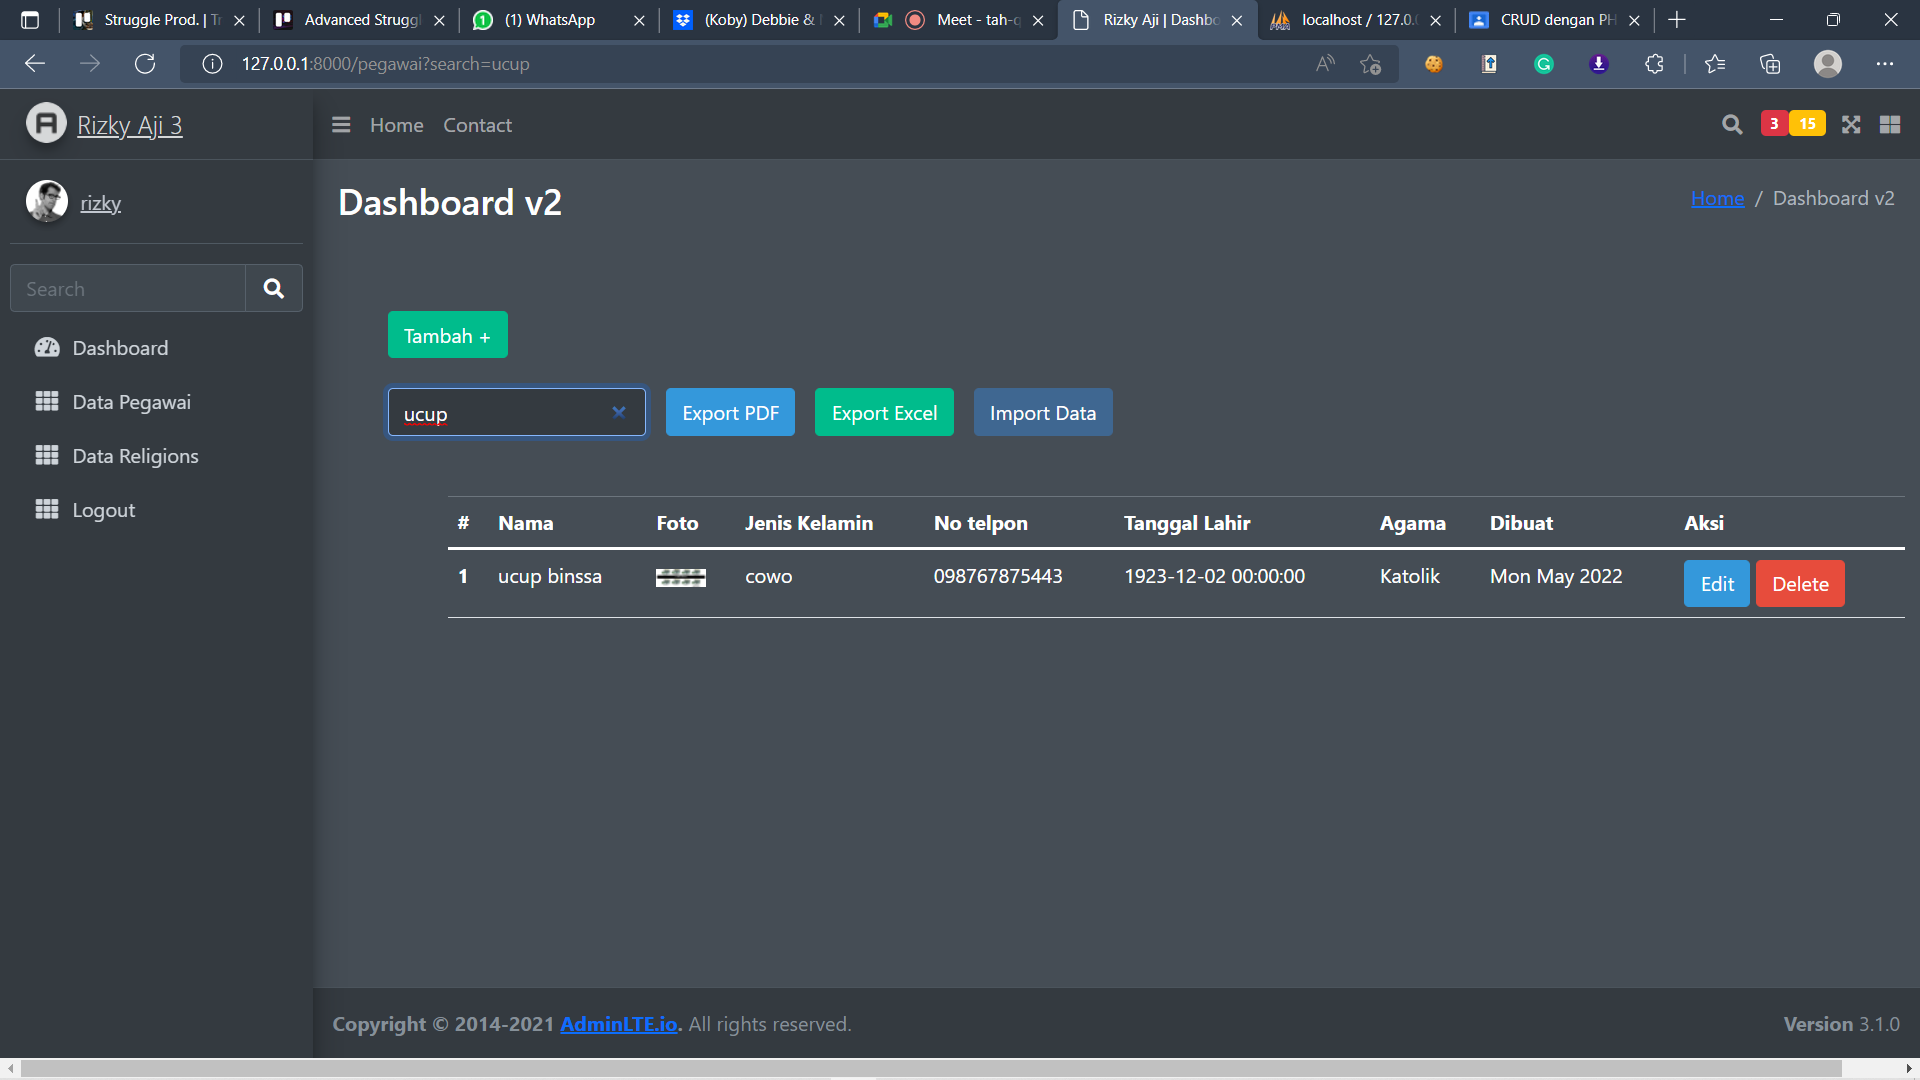 Struggle Prod. | Tr
Advanced Struggl
(1) WhatsApp
(Koby) Debbie &
Meet - tah-q
Rizky Aji | Dashbo
localhost / 127.0.0
CRUD dengan PH
127.0.0.1:8000/pegawai?search=ucup
Rizky Aji 3
Home
Contact
3
15
rizky
Dashboard v2
Home / Dashboard v2
Search
Dashboard
Data Pegawai
Data Religions
Logout
Tambah +
ucup
Export PDF
Export Excel
Import Data
# Nama Foto Jenis Kelamin No telpon Tanggal Lahir Agama Dibuat Aksi
1 ucup binssa cowo 098767875443 1923-12-02 00:00:00 Katolik Mon May 2022 Edit Delete
Copyright © 2014-2021 AdminLTE.io. All rights reserved.
Version 3.1.0